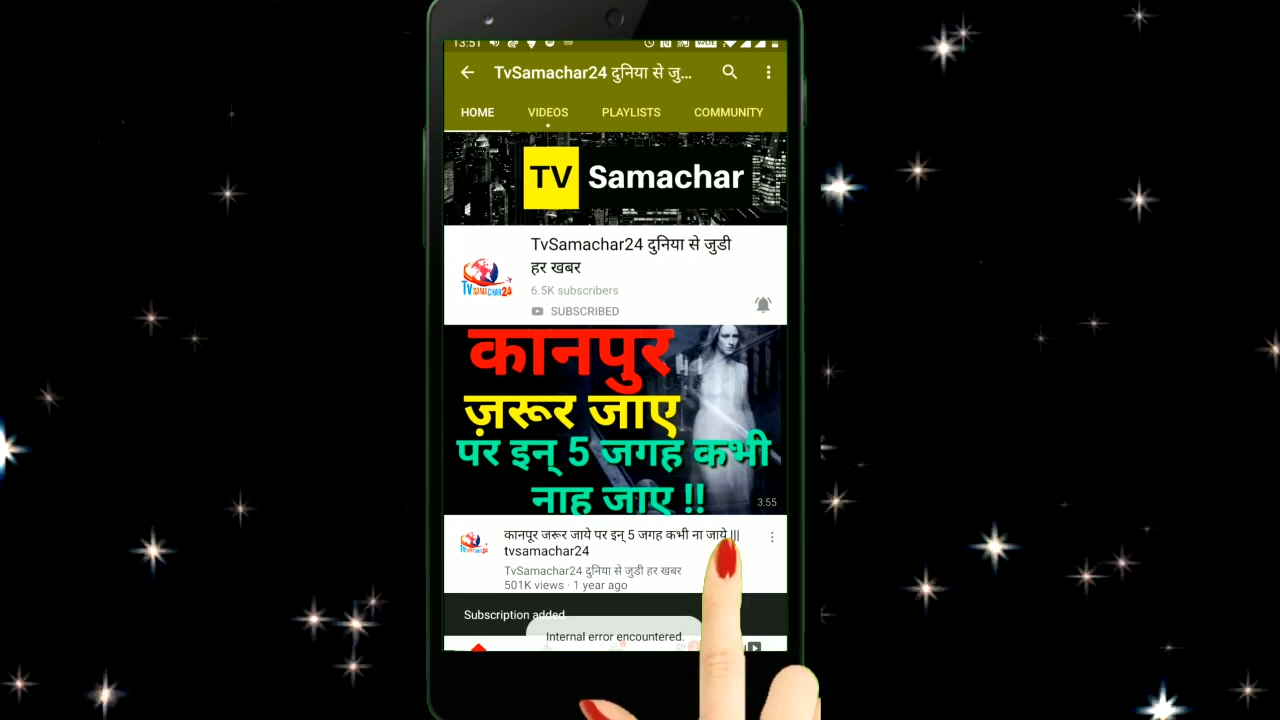 13:51
TvSamachar24 दुनिया से जु...
HOME VIDEOS PLAYLISTS COMMUNITY
TV Samachar
TvSamachar24 दुनिया से जुडी
हर खबर
6.5K subscribers
SUBSCRIBED
TV SAMACHAR24
कानपुर
ज़रूर जाए
पर इन् 5 जगह कभी
नाह जाए !!
3:55
कानपूर जरूर जाये पर इन् 5 जगह कभी ना जाये |||
tvsamachar24
TvSamachar24 दुनिया से जुडी हर खबर
501K views · 1 year ago
Subscription added
Internal error encountered.